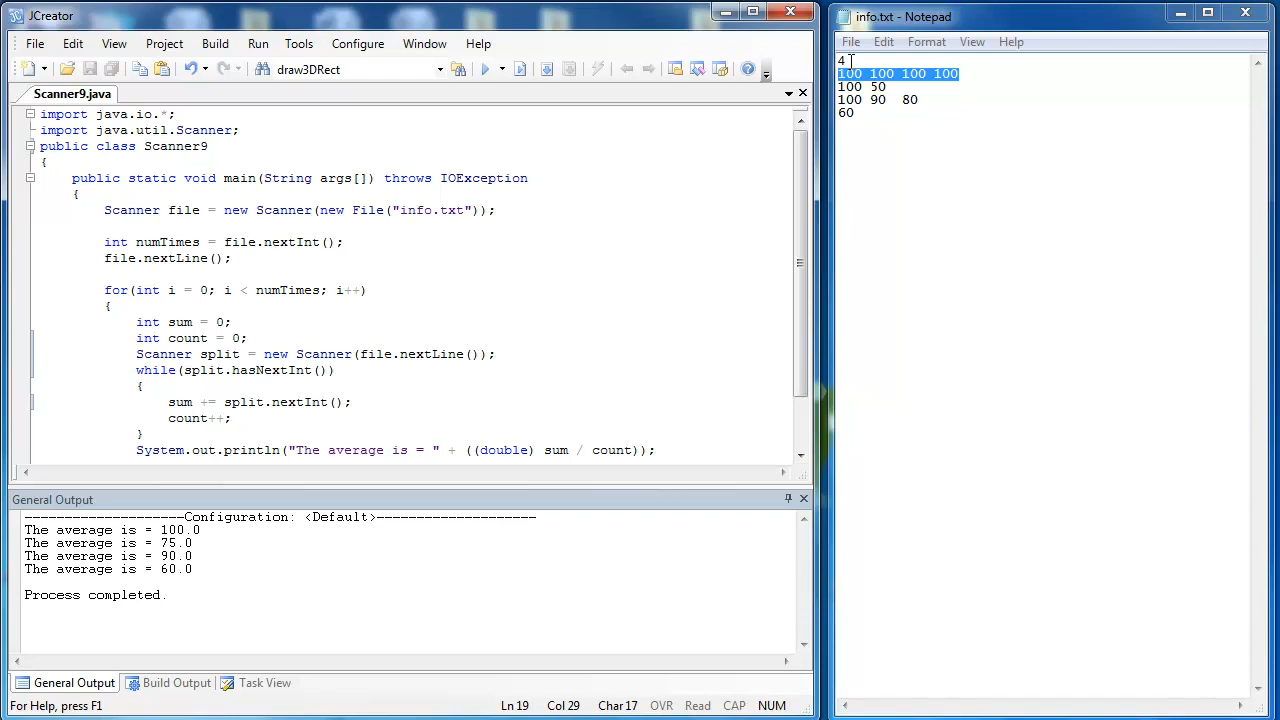 JCreator
File Edit View Project Build Run Tools Configure Window Help
draw3DRect
Scanner9.java
import java.io.*;
import java.util.Scanner;
public class Scanner9
{
public static void main(String args[]) throws IOException
{
Scanner file = new Scanner(new File("info.txt"));
int numTimes = file.nextInt();
file.nextLine();
for(int i = 0; i < numTimes; i++)
{
int sum = 0;
int count = 0;
Scanner split = new Scanner(file.nextLine());
while(split.hasNextInt())
{
sum += split.nextInt();
count++;
}
System.out.println("The average is = " + ((double) sum / count));
General Output
--------------------Configuration: <Default>--------------------
The average is = 100.0
The average is = 75.0
The average is = 90.0
The average is = 60.0
Process completed.
General Output Build Output Task View
For Help, press F1 Ln 19 Col 29 Char 17 OVR Read CAP NUM
info.txt - Notepad
File Edit Format View Help
4
100 100 100 100
100 50
100 90 80
60